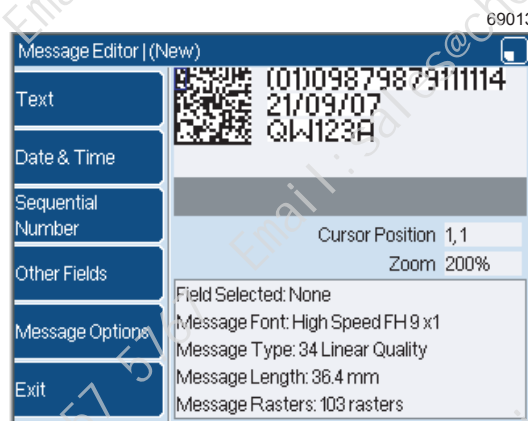 69013
Message Editor | (New)
Text
Date & Time
Sequential
Number
Other Fields
Message Options
Exit
(01)09879879111114
21/09/07
QW123A
Cursor Position 1,1
Zoom 200%
Field Selected: None
Message Font: High Speed FH 9 x1
Message Type: 34 Linear Quality
Message Length: 36.4 mm
Message Rasters: 103 rasters
Email: